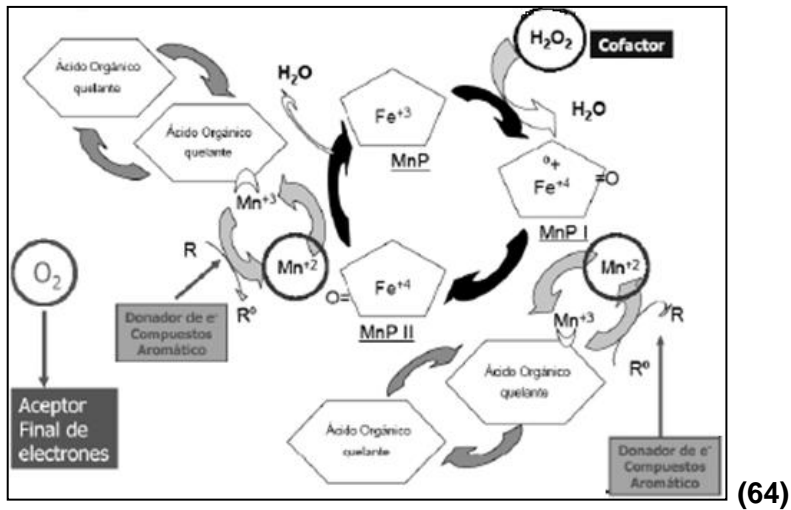 H₂O₂
Cofactor
Ácido Orgánico
quelante
H₂O
Fe⁺³
MnP
H₂O
Ácido Orgánico
quelante
º+
Fe⁺⁴
=O
MnP I
Mn⁺³
R
Mn⁺²
Rº
O=
Fe⁺⁴
MnP II
Mn⁺²
Mn⁺³
R
Rº
O₂
Donador de e⁻
Compuestos
Aromático
Ácido Orgánico
quelante
Aceptor
Final de
electrones
Ácido Orgánico
quelante
Donador de e⁻
Compuestos
Aromático
(64)